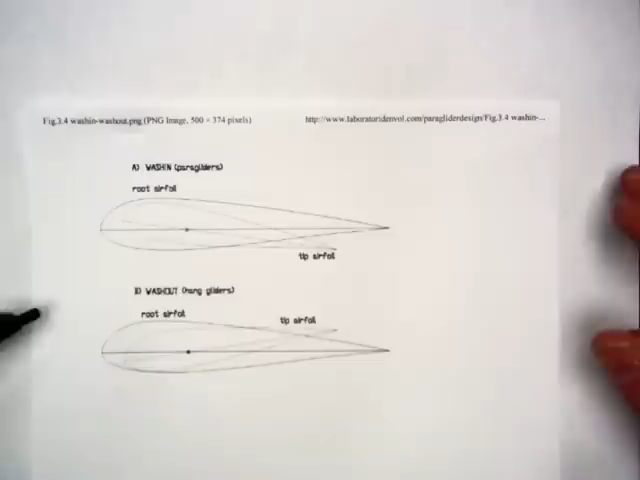 Fig.3.4 washin-washout.png (PNG Image, 500 × 374 pixels)
http://www.laboratoridenvol.com/paragliderdesign/Fig.3.4 washin-...
A) WASHIN (paragliders)
root airfoil
tip airfoil
B) WASHOUT (hang gliders)
root airfoil
tip airfoil